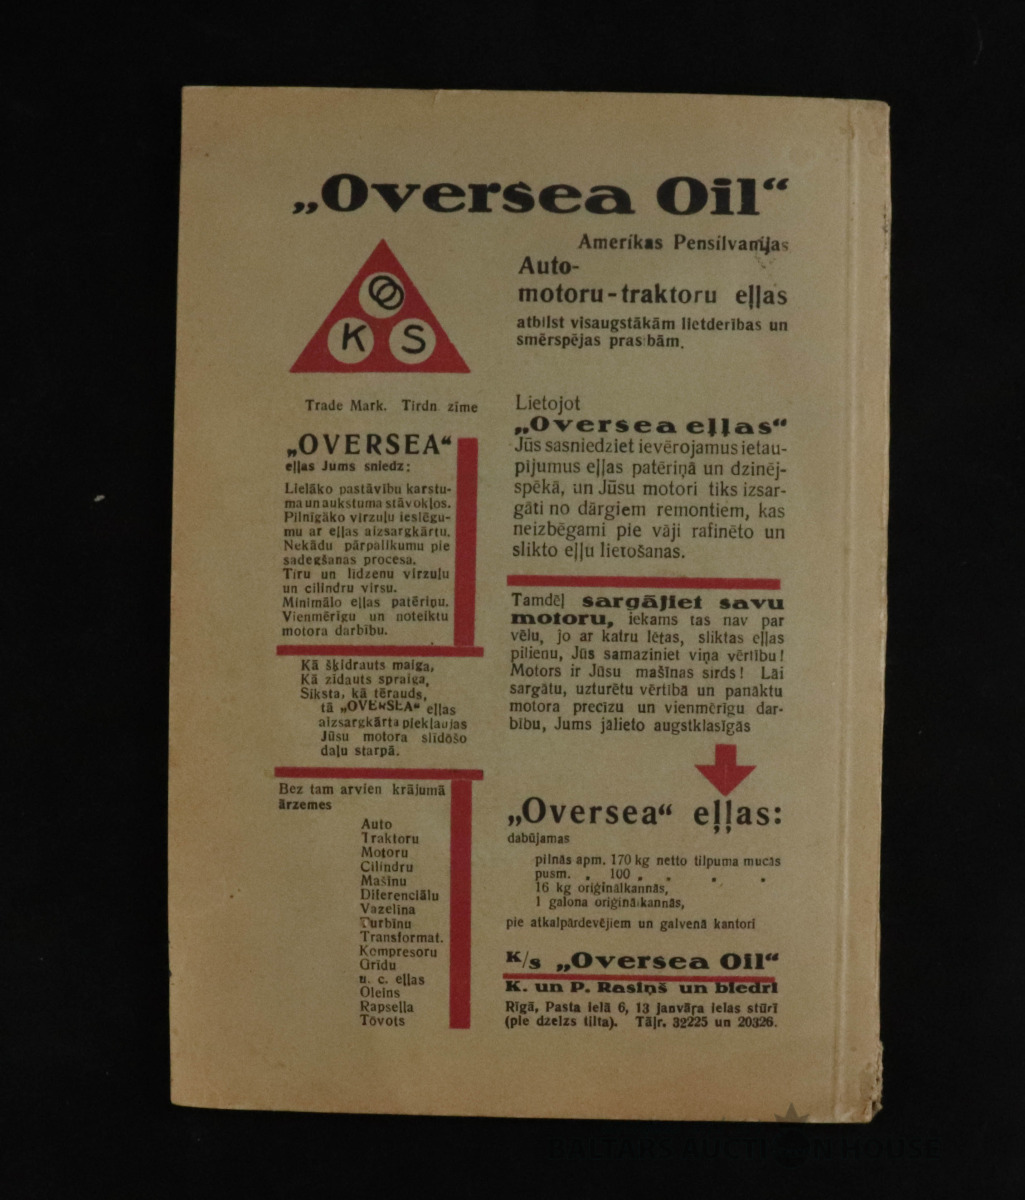 „Oversea Oil“
O O
K S
Trade Mark. Tirdn zīme
Amerikas Pensilvanijas
Auto-
motoru-traktoru eļļas
atbilst visaugstākām lietderības un
smērspējas prasībām.
„OVERSEA“
eļļas Jums sniedz:
Lielāko pastāvību karstu-
ma un aukstuma stāvokļos.
Pilnīgāko virzuļu ieslēgu-
mu ar eļļas aizsargkārtu.
Nekādu pārpalikumu pie
sadegšanas procesa.
Tīru un līdzenu virzuļu
un cilindru virsu.
Minimālo eļļas patēriņu.
Vienmērīgu un noteiktu
motora darbību.
Kā šķidrauts maiga,
Kā zīdauts spraiga,
Sīksta, kā tērauds,
tā „OVERSEA“ eļļas
aizsargkārta piekļaujas
Jūsu motora slīdošo
daļu starpā.
Bez tam arvien krājumā
ārzemes
Auto
Traktoru
Motoru
Cilindru
Mašīnu
Diferenciālu
Vazelīna
Turbīnu
Transformat.
Kompresoru
Grīdu
u. c. eļļas
Oleins
Rapseļļa
Tovots
Lietojot
„Oversea eļļas“
Jūs sasniedziet ievērojamus ietau-
pījumus eļļas patēriņā un dzinēj-
spēkā, un Jūsu motori tiks izsar-
gāti no dārgiem remontiem, kas
neizbēgami pie vāji rafinēto un
slikto eļļu lietošanas.
Tamdēļ sargājiet savu
motoru, iekams tas nav par
vēlu, jo ar katru lētas, sliktas eļļas
pilienu, Jūs samaziniet viņa vērtību!
Motors ir Jūsu mašīnas sirds! Lai
sargātu, uzturētu vērtībā un panāktu
motora precīzu un vienmērīgu dar-
bību, Jums jālieto augstklasīgās
„Oversea“ eļļas:
dabūjamas
pilnās apm. 170 kg netto tilpuma mucās
pusm. „ 100 „ „ „ „
16 kg oriģinālkannās,
1 galona oriģinālkannās,
pie atkalpārdevējiem un galvenā kantorī
K/s „Oversea Oil“
K. un P. Rasiņš un biedri
Rīgā, Pasta ielā 6, 13 janvāra ielas stūrī
(pie dzelzs tilta). Tālr. 32225 un 20326.
BALTARS AUCTION HOUSE